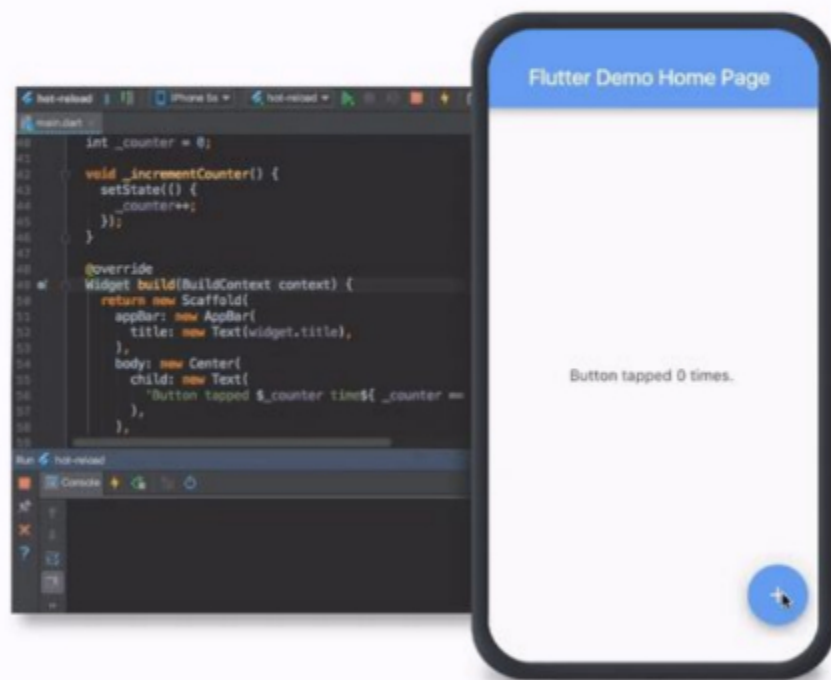 hot-reload iPhone 6s hot-reload
main.dart
40 int _counter = 0;
41
42 void _incrementCounter() {
43 setState(() {
44 _counter++;
45 });
46 }
47
48 @override
49 Widget build(BuildContext context) {
50 return new Scaffold(
51 appBar: new AppBar(
52 title: new Text(widget.title),
53 ),
54 body: new Center(
55 child: new Text(
56 'Button tapped $_counter time${ _counter ==
57 ),
58 ),
59
Run hot-reload
Console
Flutter Demo Home Page
Button tapped 0 times.
+